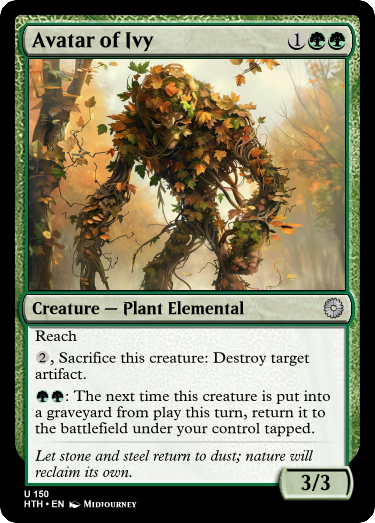 Avatar of Ivy 1
Creature — Plant Elemental
Reach
2, Sacrifice this creature: Destroy target
artifact.
: The next time this creature is put into
a graveyard from play this turn, return it to
the battlefield under your control tapped.
Let stone and steel return to dust; nature will
reclaim its own.
3/3
U 150
HTH • EN Midjourney